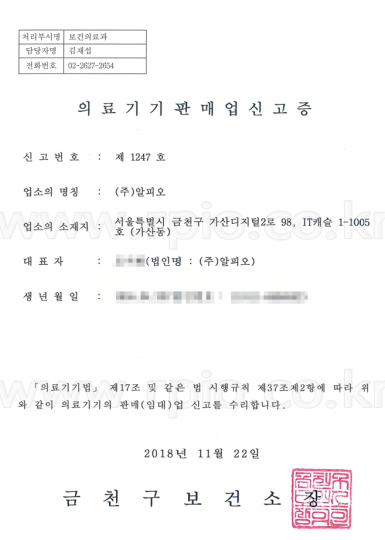 처리부서명 보건의료과
담당자명 김재섭
전화번호 02-2627-2654
의료기기판매업신고증
신고번호 : 제 1247 호
업소의 명칭 : (주)알피오
업소의 소재지 : 서울특별시 금천구 가산디지털2로 98, IT캐슬 1-1005
호 (가산동)
대표자 : (법인명 : (주)알피오)
생년월일 :
「의료기기법」 제17조 및 같은 법 시행규칙 제37조제2항에 따라 위
와 같이 의료기기의 판매(임대)업 신고를 수리합니다.
2018년 11월 22일
금천구보건소장